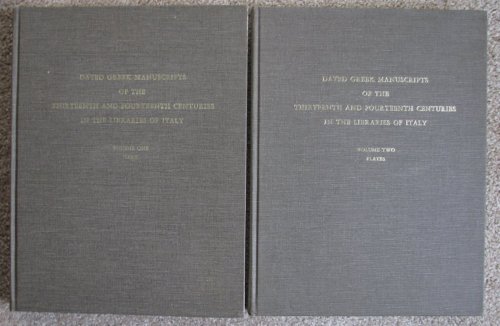 DATED GREEK MANUSCRIPTS
OF THE
THIRTEENTH AND FOURTEENTH CENTURIES
IN THE LIBRARIES OF ITALY
VOLUME ONE
TEXT
DATED GREEK MANUSCRIPTS
OF THE
THIRTEENTH AND FOURTEENTH CENTURIES
IN THE LIBRARIES OF ITALY
VOLUME TWO
PLATES